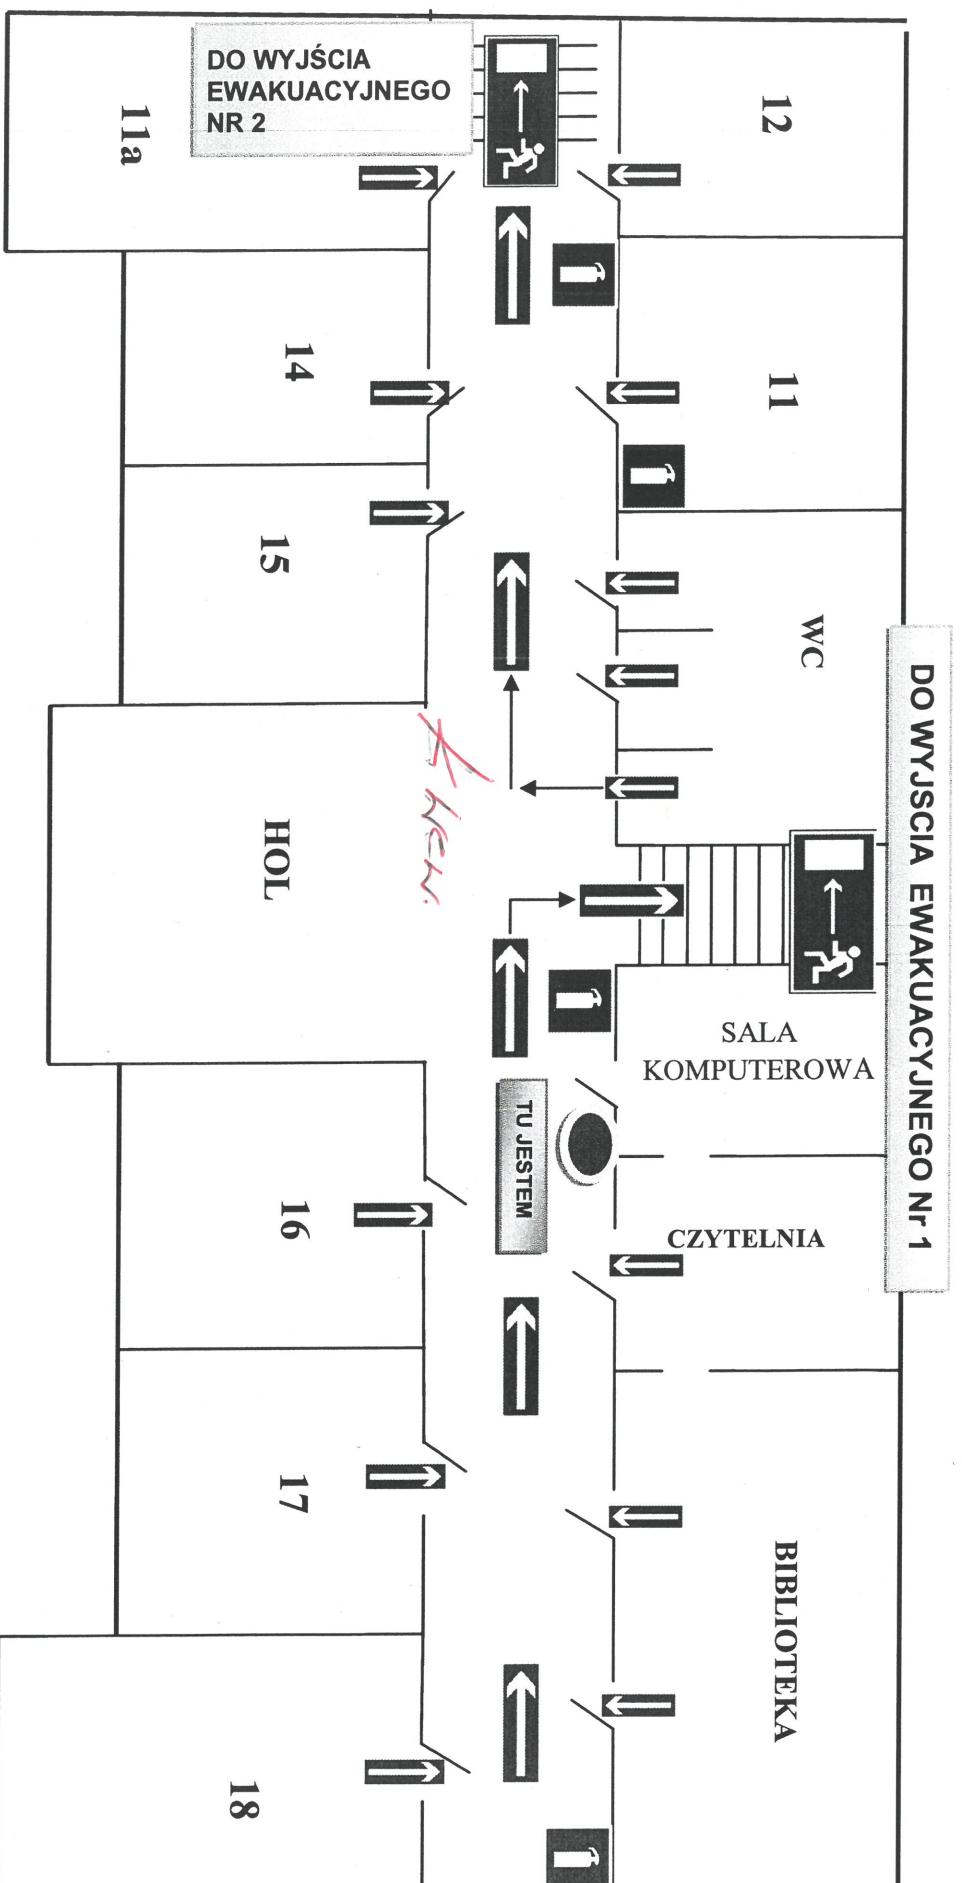 DO WYJŚCIA
EWAKUACYJNEGO
NR 2
12
11a
11
14
15
WC
DO WYJSCIA EWAKUACYJNEGO Nr 1
HOL
SALA
KOMPUTEROWA
TU JESTEM
CZYTELNIA
16
17
BIBLIOTEKA
18